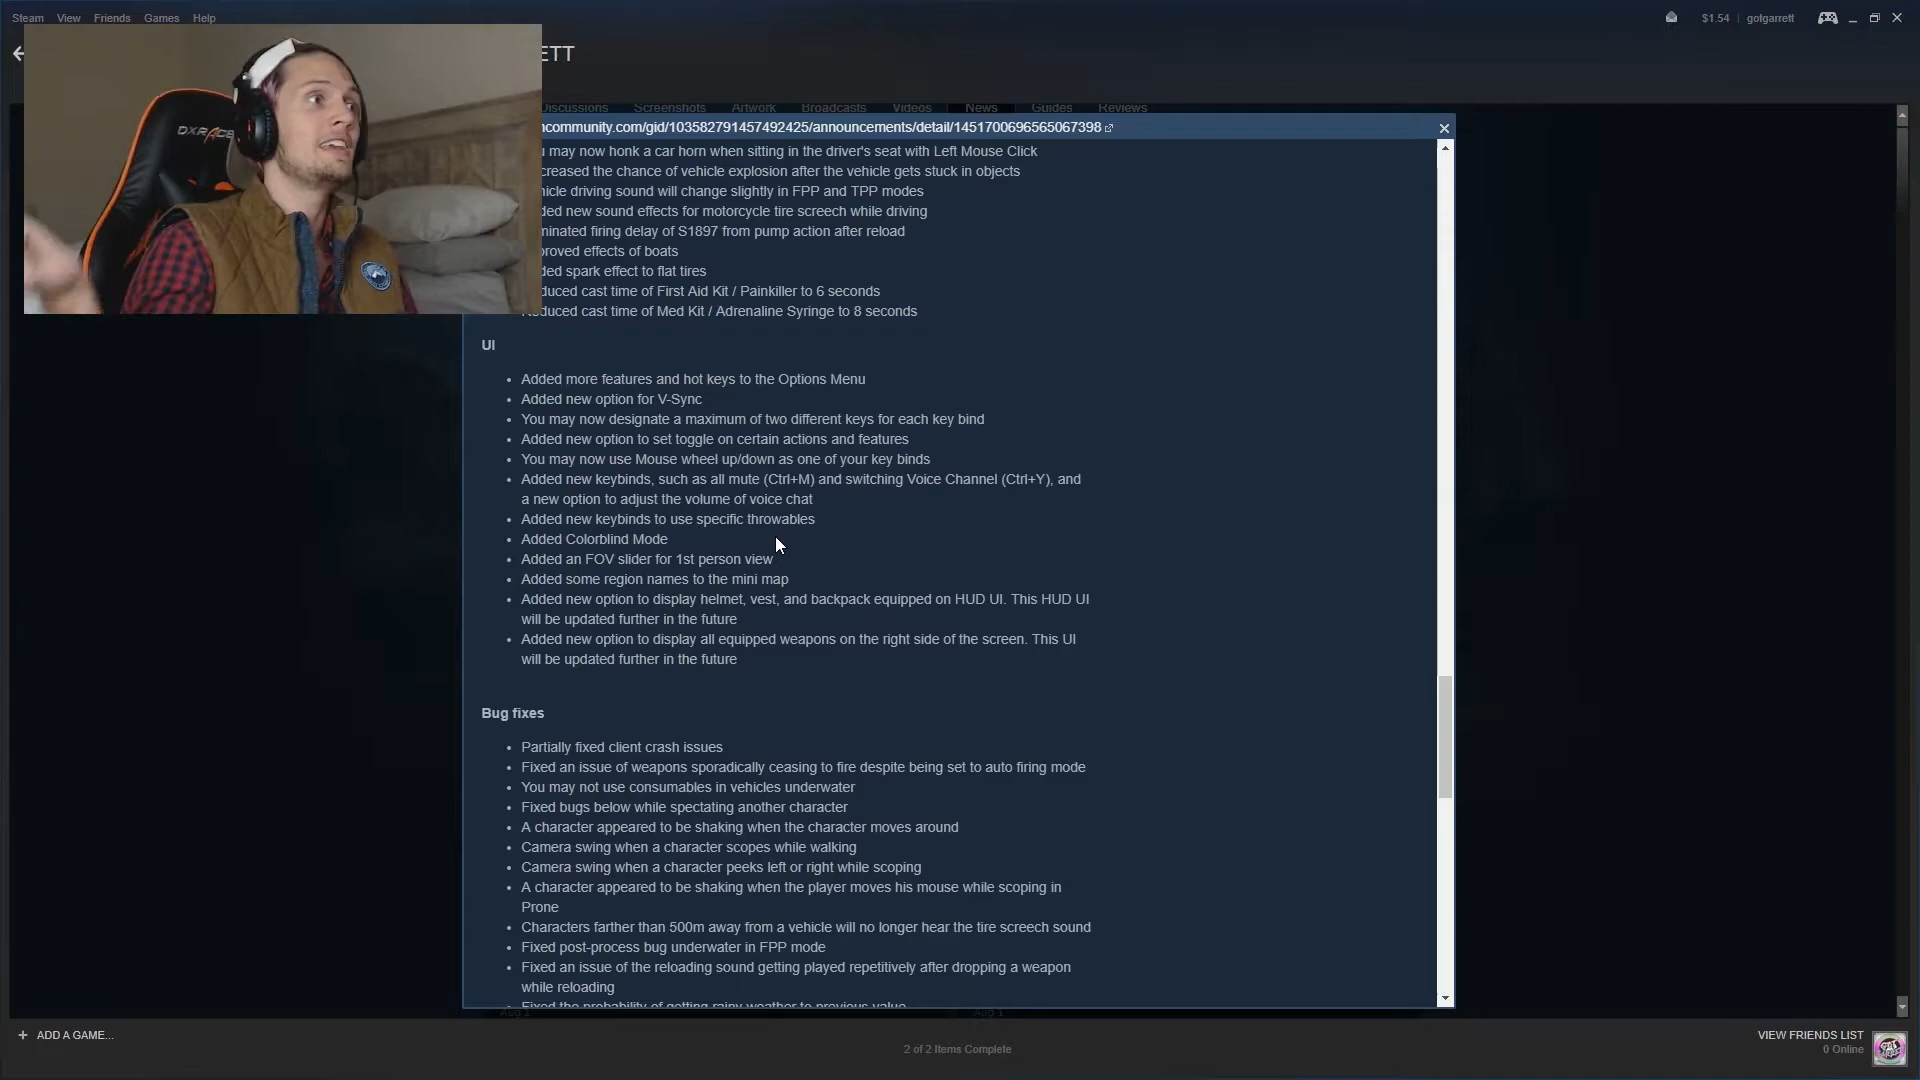 Steam View Friends Games Help
$1.54 gotgarrett
ETT
Discussions Screenshots Artwork Broadcasts Videos News Guides Reviews
DXRACER
community.com/gid/103582791457492425/announcements/detail/1451700696565067398
may now honk a car horn when sitting in the driver's seat with Left Mouse Click
creased the chance of vehicle explosion after the vehicle gets stuck in objects
icle driving sound will change slightly in FPP and TPP modes
ded new sound effects for motorcycle tire screech while driving
minated firing delay of S1897 from pump action after reload
proved effects of boats
ded spark effect to flat tires
duced cast time of First Aid Kit / Painkiller to 6 seconds
Reduced cast time of Med Kit / Adrenaline Syringe to 8 seconds
UI
• Added more features and hot keys to the Options Menu
• Added new option for V-Sync
• You may now designate a maximum of two different keys for each key bind
• Added new option to set toggle on certain actions and features
• You may now use Mouse wheel up/down as one of your key binds
• Added new keybinds, such as all mute (Ctrl+M) and switching Voice Channel (Ctrl+Y), and
a new option to adjust the volume of voice chat
• Added new keybinds to use specific throwables
• Added Colorblind Mode
• Added an FOV slider for 1st person view
• Added some region names to the mini map
• Added new option to display helmet, vest, and backpack equipped on HUD UI. This HUD UI
will be updated further in the future
• Added new option to display all equipped weapons on the right side of the screen. This UI
will be updated further in the future
Bug fixes
• Partially fixed client crash issues
• Fixed an issue of weapons sporadically ceasing to fire despite being set to auto firing mode
• You may not use consumables in vehicles underwater
• Fixed bugs below while spectating another character
• A character appeared to be shaking when the character moves around
• Camera swing when a character scopes while walking
• Camera swing when a character peeks left or right while scoping
• A character appeared to be shaking when the player moves his mouse while scoping in
Prone
• Characters farther than 500m away from a vehicle will no longer hear the tire screech sound
• Fixed post-process bug underwater in FPP mode
• Fixed an issue of the reloading sound getting played repetitively after dropping a weapon
while reloading
• Fixed the probability of getting rainy weather to previous value
Aug 1 Aug 1
+ ADD A GAME...
2 of 2 Items Complete
VIEW FRIENDS LIST
0 Online